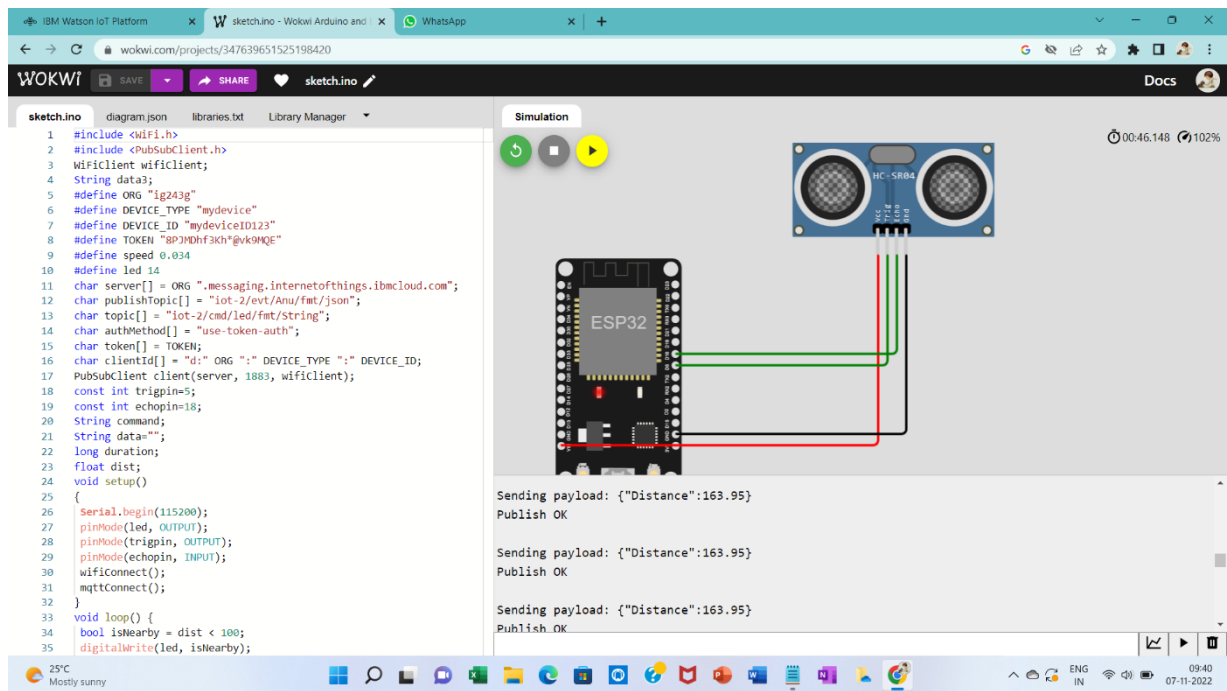 IBM Watson IoT Platform
sketch.ino - Wokwi Arduino and
WhatsApp
wokwi.com/projects/347639651525198420
WOKWI
SAVE
SHARE
sketch.ino
Docs
sketch.ino
diagram.json
libraries.txt
Library Manager
Simulation
1 #include <WiFi.h>
2 #include <PubSubClient.h>
3 WiFiClient wifiClient;
4 String data3;
5 #define ORG "ig243g"
6 #define DEVICE_TYPE "mydevice"
7 #define DEVICE_ID "mydeviceID123"
8 #define TOKEN "8PJMDhf3Kh*@vk9MQE"
9 #define speed 0.034
10 #define led 14
11 char server[] = ORG ".messaging.internetofthings.ibmcloud.com";
12 char publishTopic[] = "iot-2/evt/Anu/fmt/json";
13 char topic[] = "iot-2/cmd/led/fmt/String";
14 char authMethod[] = "use-token-auth";
15 char token[] = TOKEN;
16 char clientId[] = "d:" ORG ":" DEVICE_TYPE ":" DEVICE_ID;
17 PubSubClient client(server, 1883, wifiClient);
18 const int trigpin=5;
19 const int echopin=18;
20 String command;
21 String data="";
22 long duration;
23 float dist;
24 void setup()
25 {
26 Serial.begin(115200);
27 pinMode(led, OUTPUT);
28 pinMode(trigpin, OUTPUT);
29 pinMode(echopin, INPUT);
30 wifiConnect();
31 mqttConnect();
32 }
33 void loop() {
34 bool isNearby = dist < 100;
35 digitalWrite(led, isNearby);
00:46.148 102%
HC-SR04
Vcc
Trig
Echo
Gnd
ESP32
Sending payload: {"Distance":163.95}
Publish OK
Sending payload: {"Distance":163.95}
Publish OK
Sending payload: {"Distance":163.95}
Publish OK
25°C
Mostly sunny
ENG
IN
09:40
07-11-2022